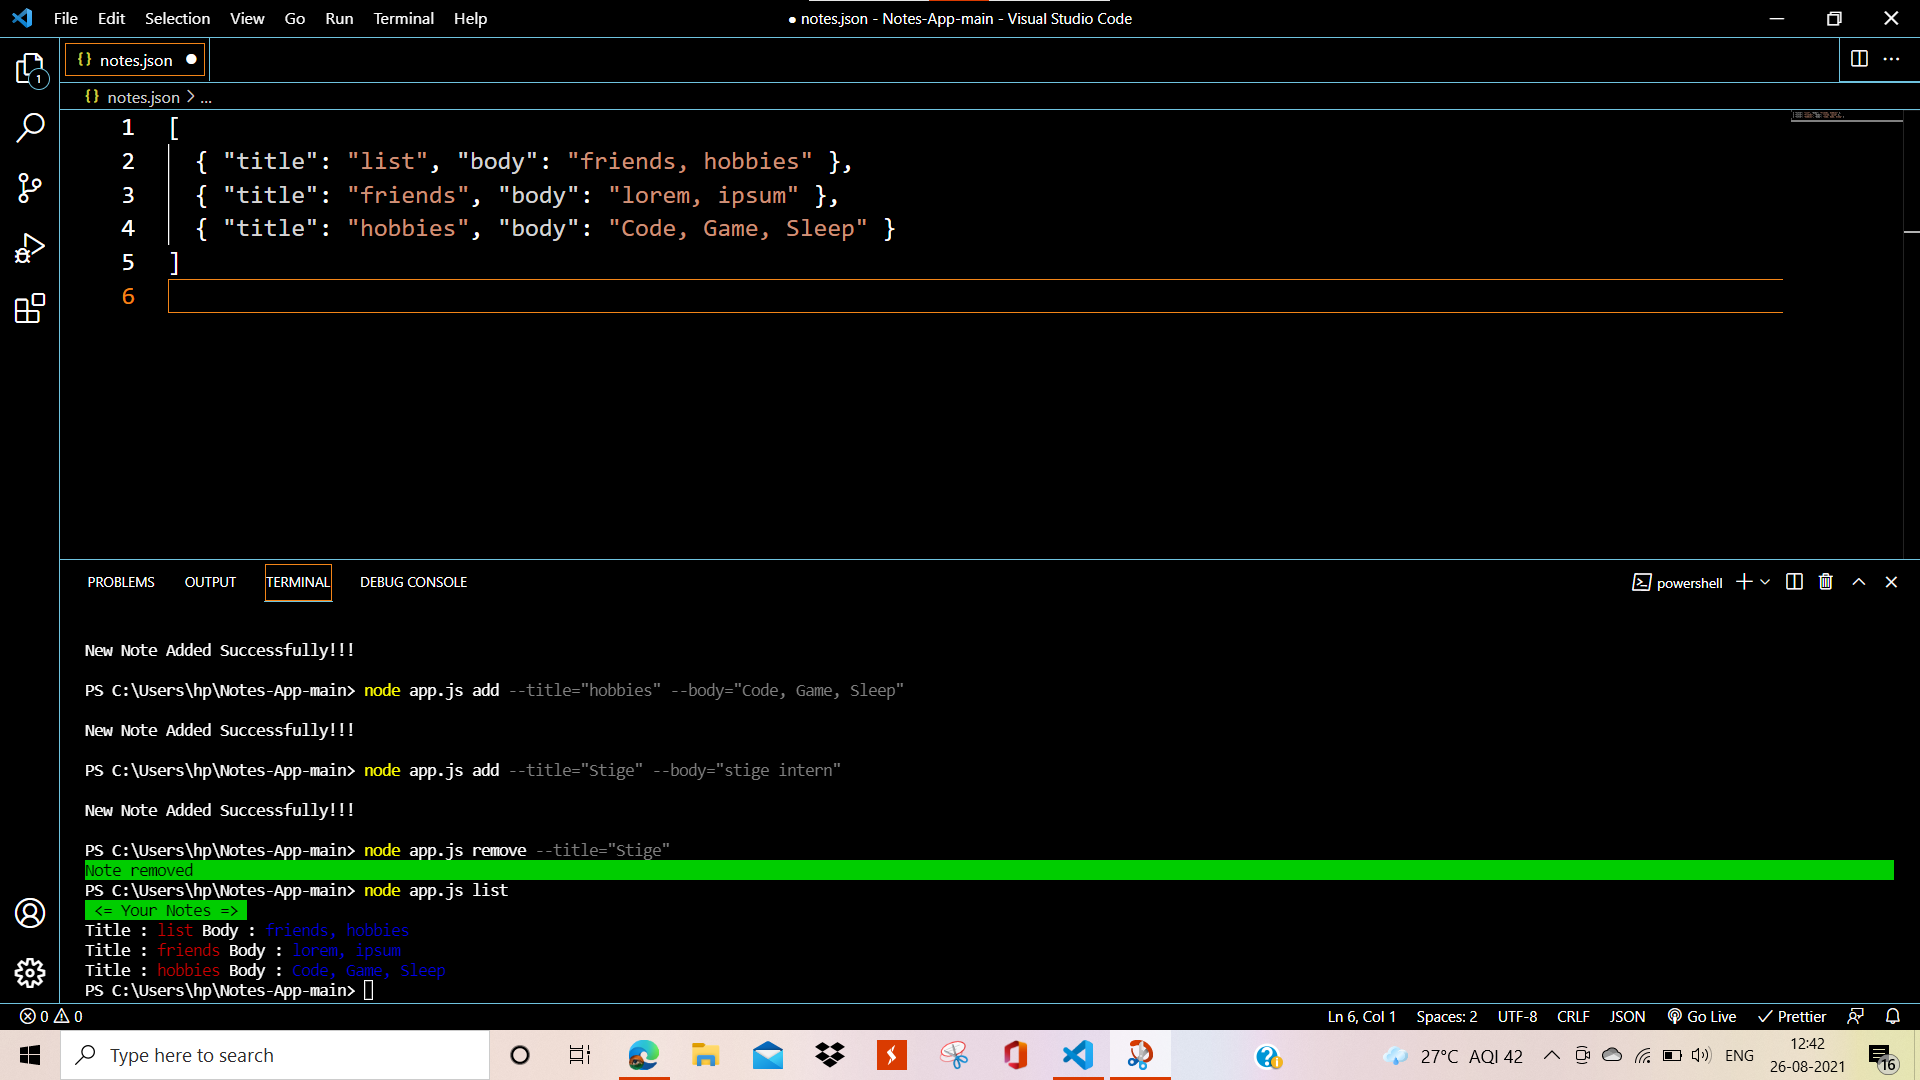 File Edit Selection View Go Run Terminal Help
● notes.json - Notes-App-main - Visual Studio Code
{} notes.json ●
{} notes.json > ...
1 [
2 { "title": "list", "body": "friends, hobbies" },
3 { "title": "friends", "body": "lorem, ipsum" },
4 { "title": "hobbies", "body": "Code, Game, Sleep" }
5 ]
6
1
PROBLEMS OUTPUT TERMINAL DEBUG CONSOLE
powershell
New Note Added Successfully!!!
PS C:\Users\hp\Notes-App-main> node app.js add --title="hobbies" --body="Code, Game, Sleep"
New Note Added Successfully!!!
PS C:\Users\hp\Notes-App-main> node app.js add --title="Stige" --body="stige intern"
New Note Added Successfully!!!
PS C:\Users\hp\Notes-App-main> node app.js remove --title="Stige"
Note removed
PS C:\Users\hp\Notes-App-main> node app.js list
<= Your Notes =>
Title : list Body : friends, hobbies
Title : friends Body : lorem, ipsum
Title : hobbies Body : Code, Game, Sleep
PS C:\Users\hp\Notes-App-main>
0 0
Ln 6, Col 1 Spaces: 2 UTF-8 CRLF JSON Go Live Prettier
Type here to search
27°C AQI 42
ENG
12:42
26-08-2021
16